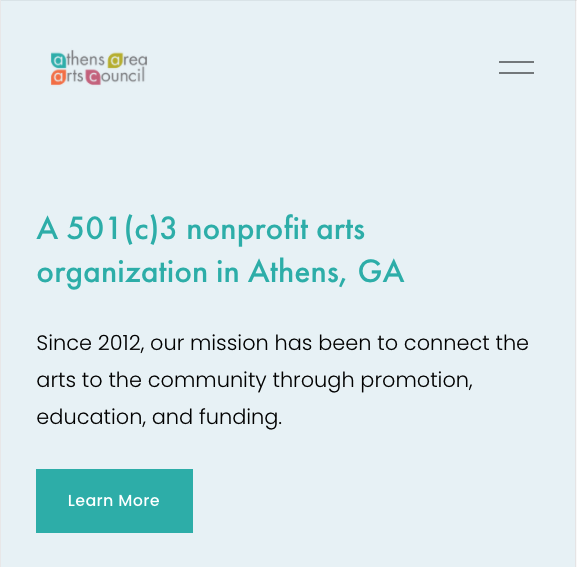 athens area
arts council
A 501(c)3 nonprofit arts
organization in Athens, GA
Since 2012, our mission has been to connect the
arts to the community through promotion,
education, and funding.
Learn More